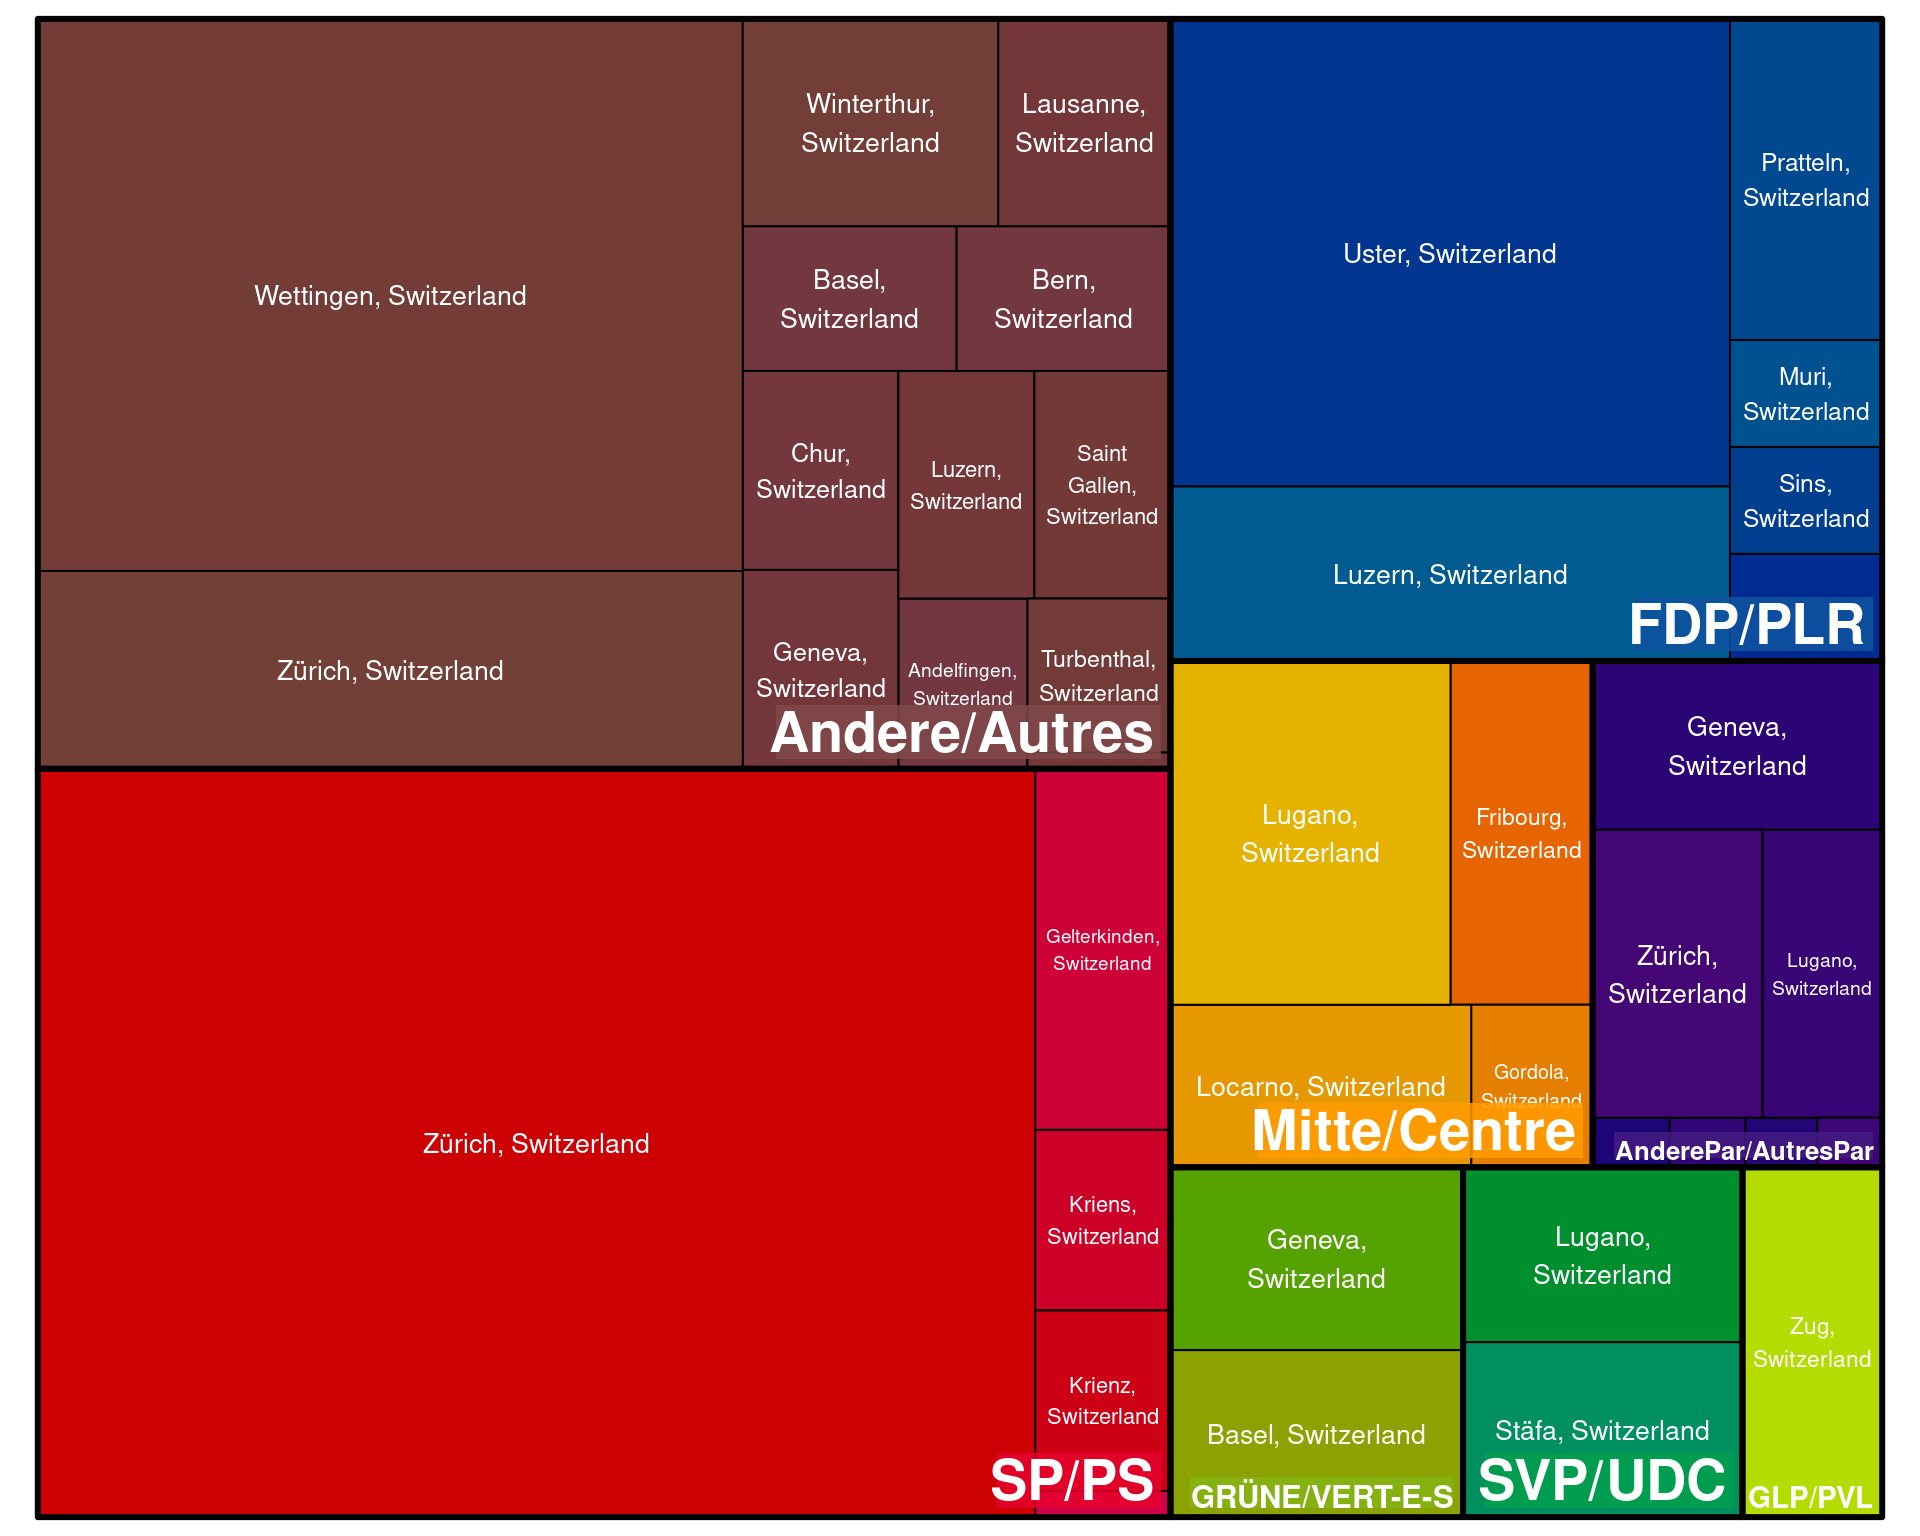 Wettingen, Switzerland
Zürich, Switzerland
Winterthur,
Switzerland
Lausanne,
Switzerland
Basel,
Switzerland
Bern,
Switzerland
Chur,
Switzerland
Luzern,
Switzerland
Saint
Gallen,
Switzerland
Geneva,
Switzerland
Andelfingen,
Switzerland
Turbenthal,
Switzerland
Andere/Autres
Uster, Switzerland
Pratteln,
Switzerland
Muri,
Switzerland
Sins,
Switzerland
Luzern, Switzerland
FDP/PLR
Zürich, Switzerland
Gelterkinden,
Switzerland
Kriens,
Switzerland
Krienz,
Switzerland
SP/PS
Lugano,
Switzerland
Fribourg,
Switzerland
Locarno, Switzerland
Gordola,
Switzerland
Mitte/Centre
Geneva,
Switzerland
Zürich,
Switzerland
Lugano,
Switzerland
AnderePar/AutresPar
Geneva,
Switzerland
Basel, Switzerland
GRÜNE/VERT-E-S
Lugano,
Switzerland
Stäfa, Switzerland
SVP/UDC
Zug,
Switzerland
GLP/PVL